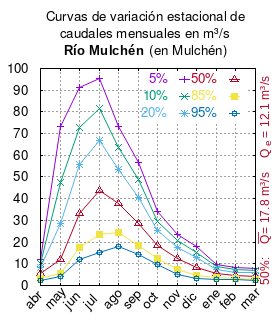 Curvas de variación estacional de
caudales mensuales en m³/s
Río Mulchén (en Mulchén)
100
90
80
70
60
50
40
30
20
10
0
5%
50%
10%
85%
20%
95%
abr
may
jun
jul
ago
sep
oct
nov
dic
ene
feb
mar
50%: Q= 17.8 m³/s Qe = 12.1 m³/s